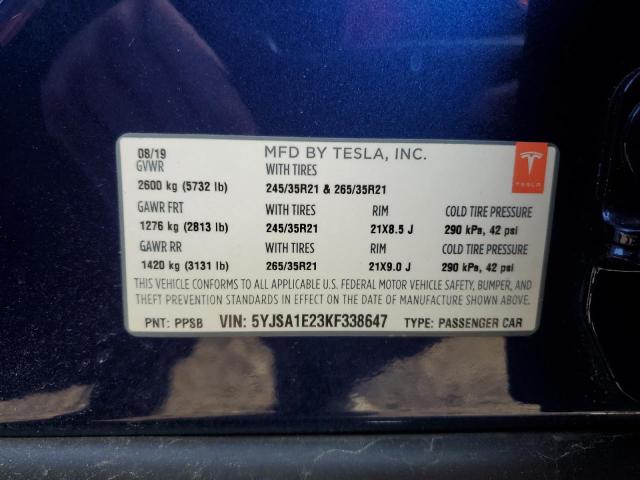 08/19 MFD BY TESLA, INC.
GVWR WITH TIRES
2600 kg (5732 lb) 245/35R21 & 265/35R21
GAWR FRT WITH TIRES RIM COLD TIRE PRESSURE
1276 kg (2813 lb) 245/35R21 21X8.5 J 290 kPa, 42 psi
GAWR RR WITH TIRES RIM COLD TIRE PRESSURE
1420 kg (3131 lb) 265/35R21 21X9.0 J 290 kPa, 42 psi
THIS VEHICLE CONFORMS TO ALL APPLICABLE U.S. FEDERAL MOTOR VEHICLE SAFETY, BUMPER, AND
THEFT PREVENTION STANDARDS IN EFFECT ON THE DATE OF MANUFACTURE SHOWN ABOVE.
PNT: PPSB VIN: 5YJSA1E23KF338647 TYPE: PASSENGER CAR
TESLA